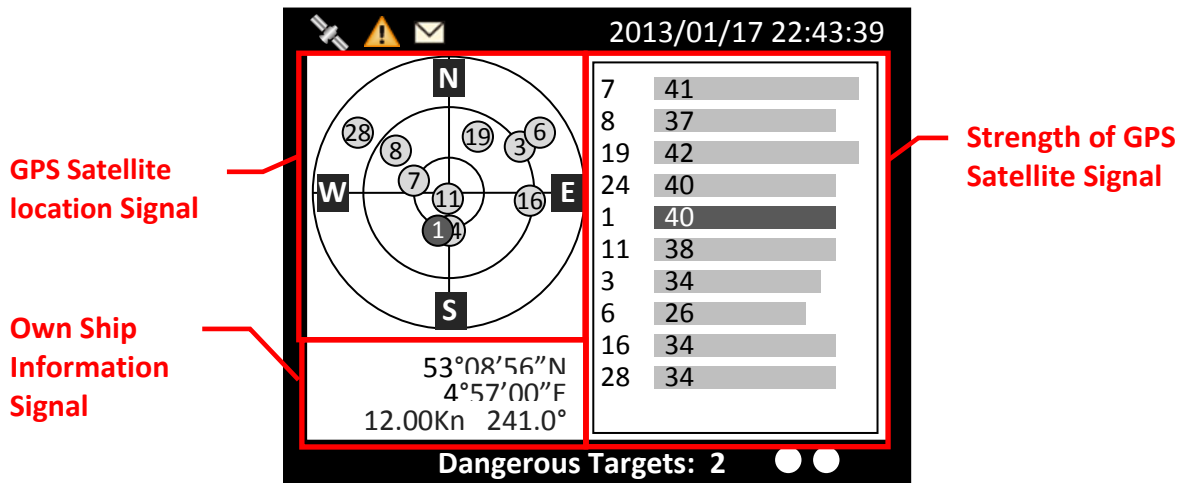 2013/01/17 22:43:39
GPS Satellite
location Signal
Own Ship
Information
Signal
N
28
8
19
3
6
7
W
11
16
E
1
4
S
53°08’56”N
4°57’00”E
12.00Kn 241.0°
7 41
8 37
19 42
24 40
1 40
11 38
3 34
6 26
16 34
28 34
Strength of GPS
Satellite Signal
Dangerous Targets: 2